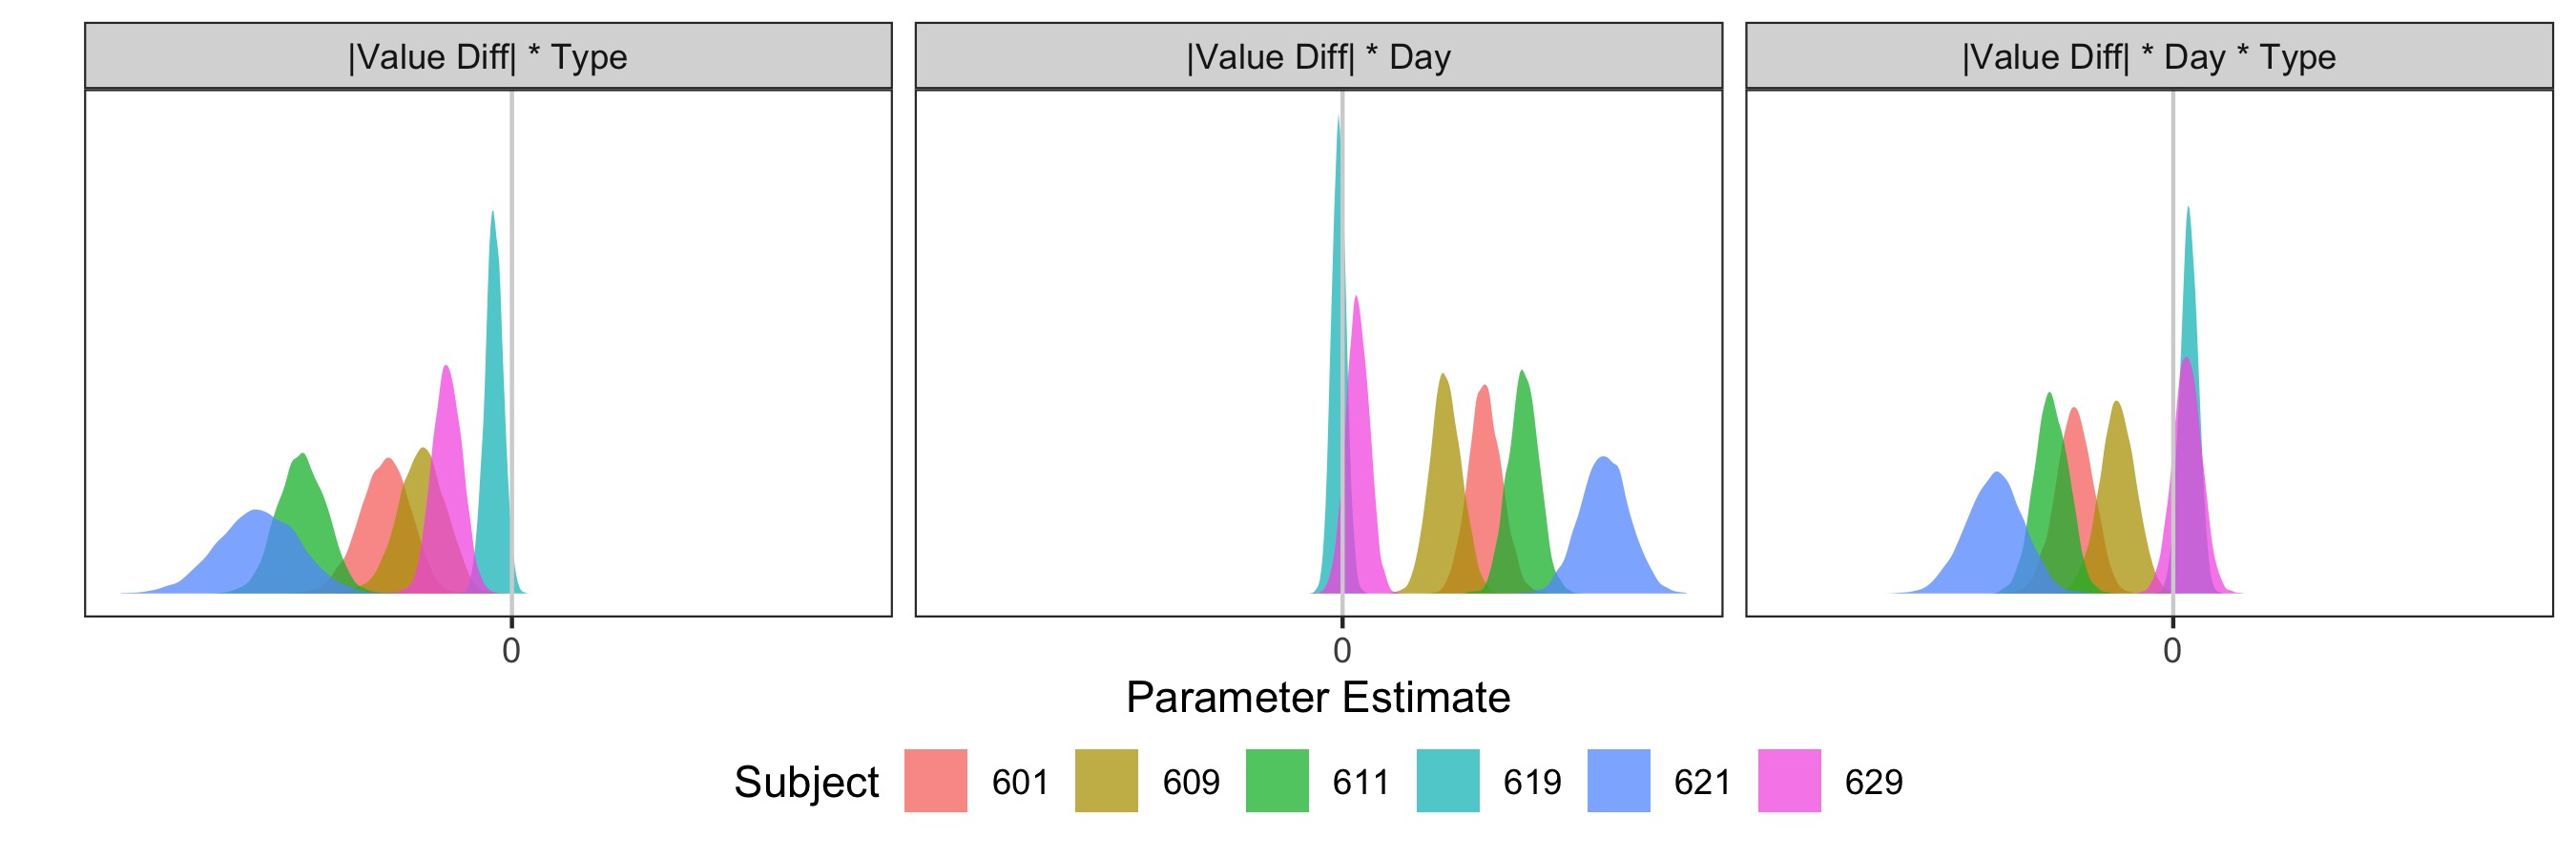 |Value Diff| * Type
|Value Diff| * Day
|Value Diff| * Day * Type
0
0
0
Parameter Estimate
Subject 601 609 611 619 621 629